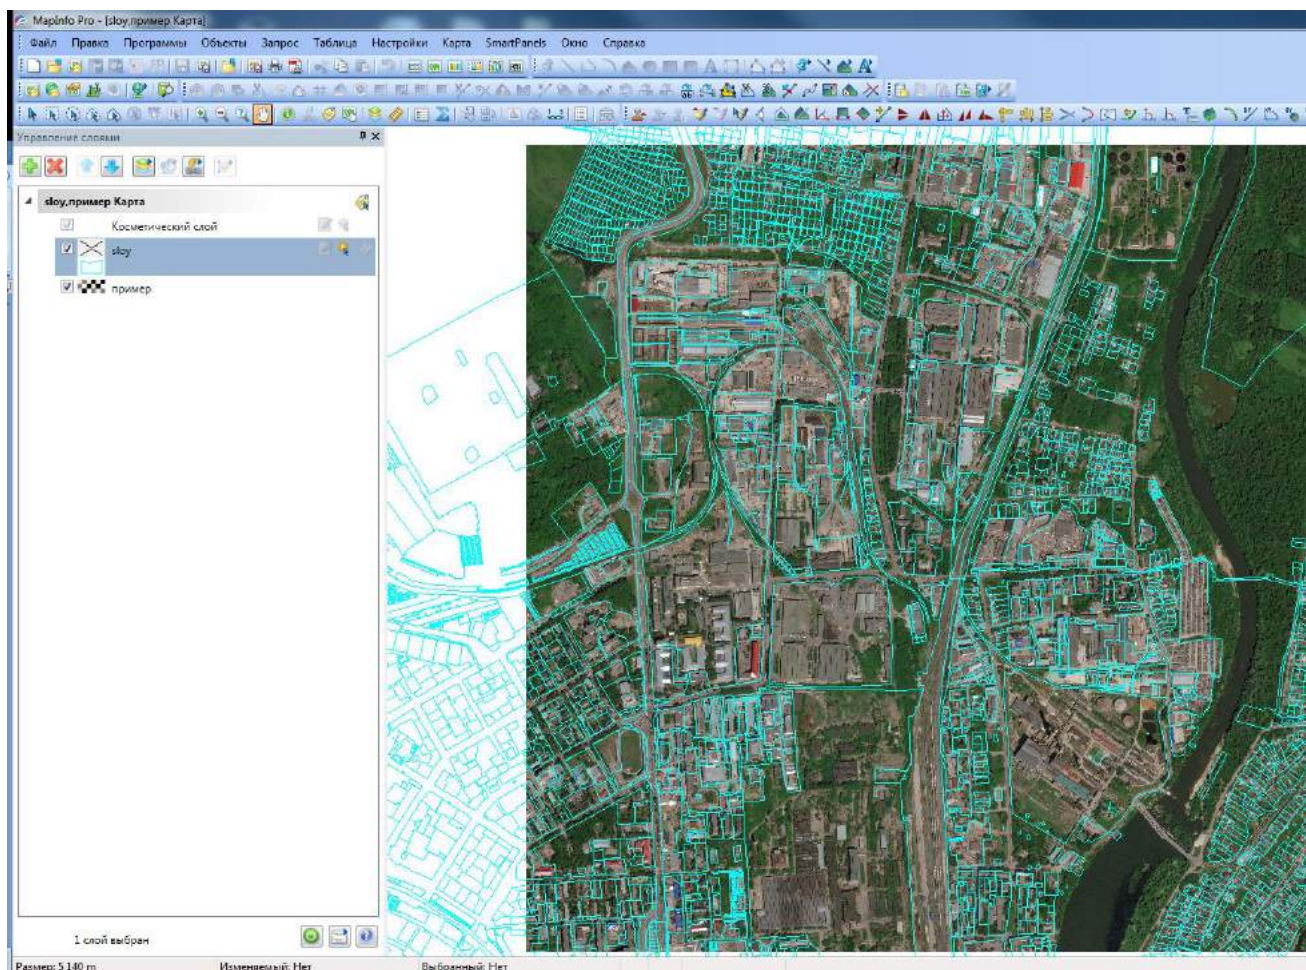 MapInfo Pro - [sloy,пример Карта]
Файл Правка Программы Объекты Запрос Таблица Настройки Карта SmartPanels Окно Справка
Управление слоями
sloy,пример Карта
Косметический слой
sloy
пример
1 слой выбран
Размер: 5 140 m Изменяемый: Нет Выбранный: Нет